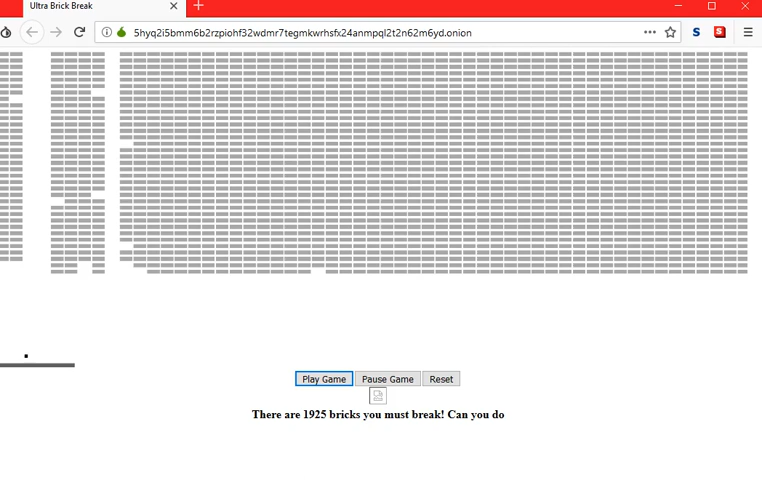 Ultra Brick Break
5hyq2i5bmm6b2rzpiohf32wdmr7tegmkwrhsfx24anmpql2t2n62m6yd.onion
S S
Play Game Pause Game Reset
There are 1925 bricks you must break! Can you do